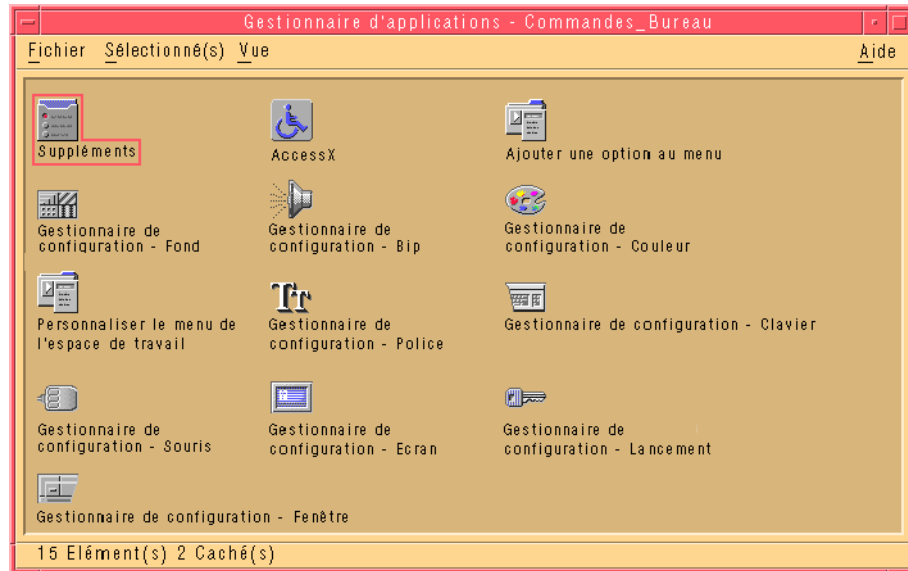 Gestionnaire d'applications - Commandes_Bureau
Fichier Sélectionné(s) Vue Aide
Suppléments
AccessX
Ajouter une option au menu
Gestionnaire de
configuration - Fond
Gestionnaire de
configuration - Bip
Gestionnaire de
configuration - Couleur
Personnaliser le menu de
l'espace de travail
Gestionnaire de
configuration - Police
Gestionnaire de configuration - Clavier
Gestionnaire de
configuration - Souris
Gestionnaire de
configuration - Ecran
Gestionnaire de
configuration - Lancement
Gestionnaire de configuration - Fenêtre
15 Elément(s) 2 Caché(s)